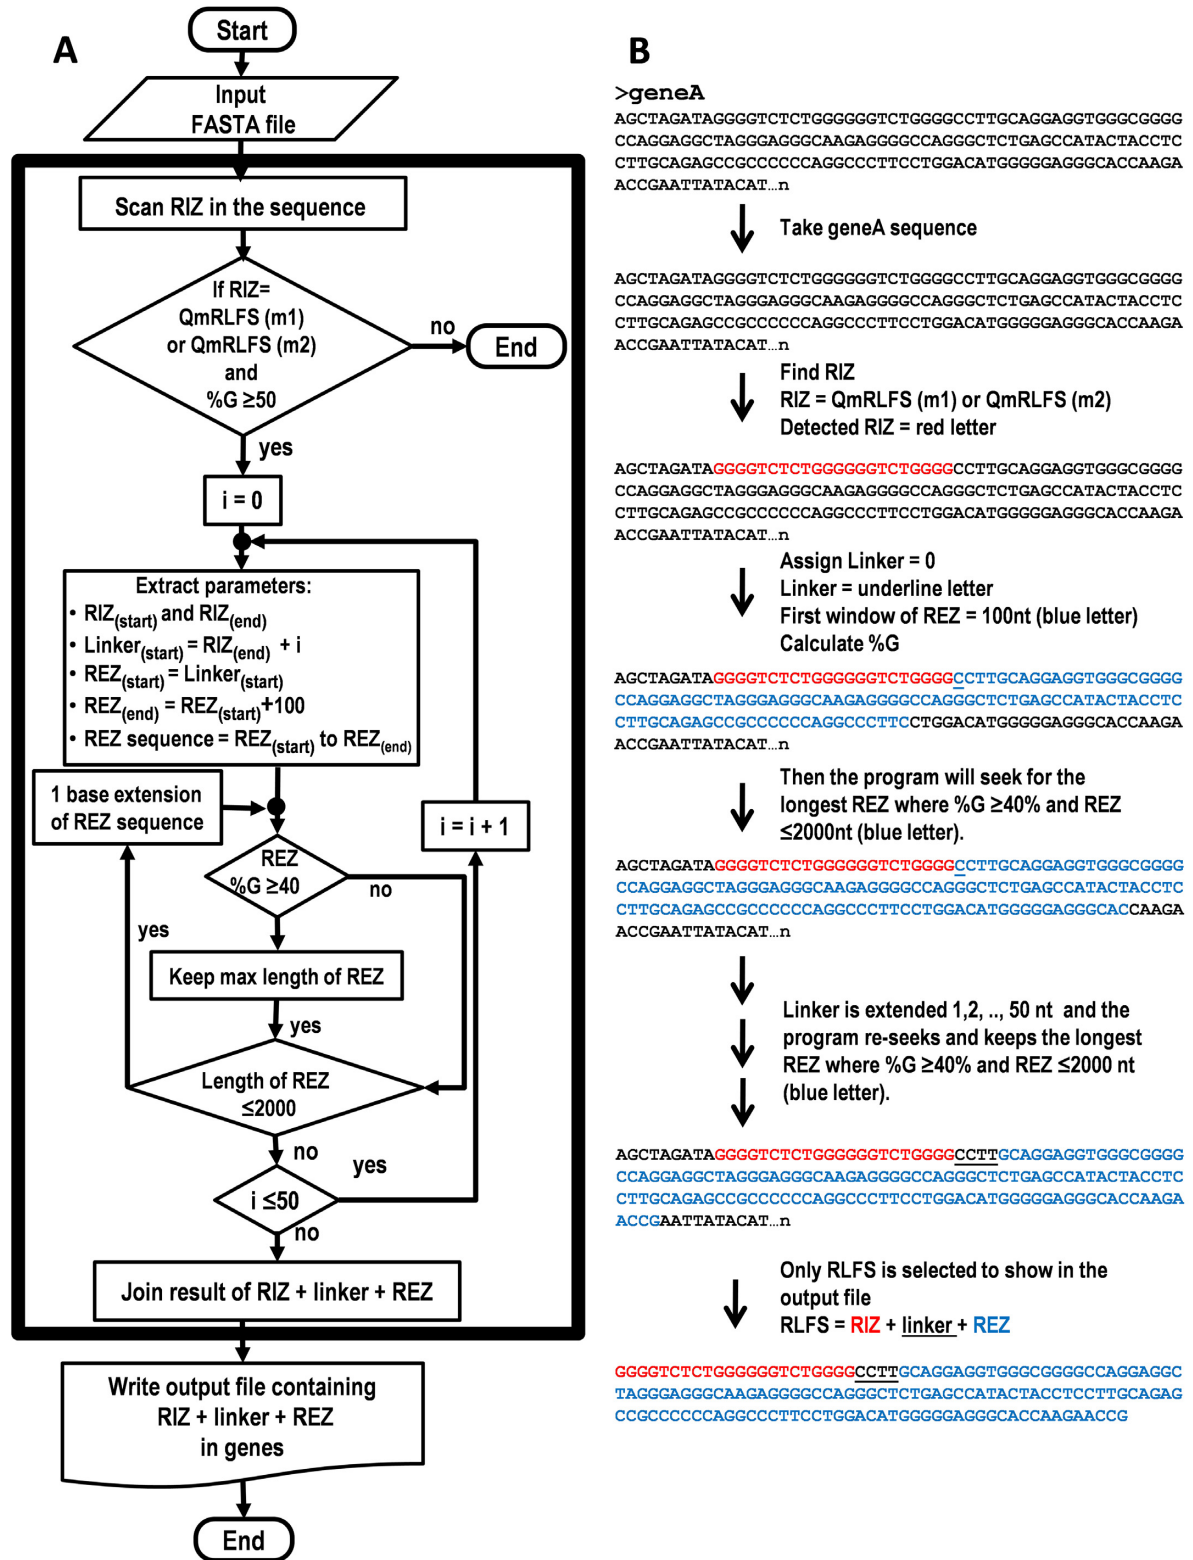 A
Start
Input
FASTA file
Scan RIZ in the sequence
If RIZ=
QmRLFS (m1)
or QmRLFS (m2)
and
%G ≥50
no
End
yes
i = 0
Extract parameters:
• RIZ(start) and RIZ(end)
• Linker(start) = RIZ(end) + i
• REZ(start) = Linker(start)
• REZ(end) = REZ(start)+100
• REZ sequence = REZ(start) to REZ(end)
1 base extension
of REZ sequence
i = i + 1
REZ
%G ≥40
no
yes
Keep max length of REZ
yes
Length of REZ
≤2000
no
yes
i ≤50
no
Join result of RIZ + linker + REZ
Write output file containing
RIZ + linker + REZ
in genes
End
B
>geneA
AGCTAGATAGGGGTCTCTGGGGGGTCTGGGGCCTTGCAGGAGGTGGGCGGGG
CCAGGAGGCTAGGGAGGGCAAGAGGGGCCAGGGCTCTGAGCCATACTACCTC
CTTGCAGAGCCGCCCCCCAGGCCCTTCCTGGACATGGGGGAGGGCACCAAGA
ACCGAATTATACAT...n
Take geneA sequence
AGCTAGATAGGGGTCTCTGGGGGGTCTGGGGCCTTGCAGGAGGTGGGCGGGG
CCAGGAGGCTAGGGAGGGCAAGAGGGGCCAGGGCTCTGAGCCATACTACCTC
CTTGCAGAGCCGCCCCCCAGGCCCTTCCTGGACATGGGGGAGGGCACCAAGA
ACCGAATTATACAT...n
Find RIZ
RIZ = QmRLFS (m1) or QmRLFS (m2)
Detected RIZ = red letter
AGCTAGATAGGGGTCTCTGGGGGGTCTGGGGCCTTGCAGGAGGTGGGCGGGG
CCAGGAGGCTAGGGAGGGCAAGAGGGGCCAGGGCTCTGAGCCATACTACCTC
CTTGCAGAGCCGCCCCCCAGGCCCTTCCTGGACATGGGGGAGGGCACCAAGA
ACCGAATTATACAT...n
Assign Linker = 0
Linker = underline letter
First window of REZ = 100nt (blue letter)
Calculate %G
AGCTAGATAGGGGTCTCTGGGGGGTCTGGGGCCTTGCAGGAGGTGGGCGGGG
CCAGGAGGCTAGGGAGGGCAAGAGGGGCCAGGGCTCTGAGCCATACTACCTC
CTTGCAGAGCCGCCCCCCAGGCCCTTCCTGGACATGGGGGAGGGCACCAAGA
ACCGAATTATACAT...n
Then the program will seek for the
longest REZ where %G ≥40% and REZ
≤2000nt (blue letter).
AGCTAGATAGGGGTCTCTGGGGGGTCTGGGGCCTTGCAGGAGGTGGGCGGGG
CCAGGAGGCTAGGGAGGGCAAGAGGGGCCAGGGCTCTGAGCCATACTACCTC
CTTGCAGAGCCGCCCCCCAGGCCCTTCCTGGACATGGGGGAGGGCACCAAGA
ACCGAATTATACAT...n
Linker is extended 1,2, .., 50 nt and the
program re-seeks and keeps the longest
REZ where %G ≥40% and REZ ≤2000 nt
(blue letter).
AGCTAGATAGGGGTCTCTGGGGGGTCTGGGGCCTTGCAGGAGGTGGGCGGGG
CCAGGAGGCTAGGGAGGGCAAGAGGGGCCAGGGCTCTGAGCCATACTACCTC
CTTGCAGAGCCGCCCCCCAGGCCCTTCCTGGACATGGGGGAGGGCACCAAGA
ACCGAATTATACAT...n
Only RLFS is selected to show in the
output file
RLFS = RIZ + linker + REZ
GGGGTCTCTGGGGGGTCTGGGGCCTTGCAGGAGGTGGGCGGGGCCAGGAGGC
TAGGGAGGGCAAGAGGGGCCAGGGCTCTGAGCCATACTACCTCCTTGCAGAG
CCGCCCCCCAGGCCCTTCCTGGACATGGGGGAGGGCACCAAGAACCG